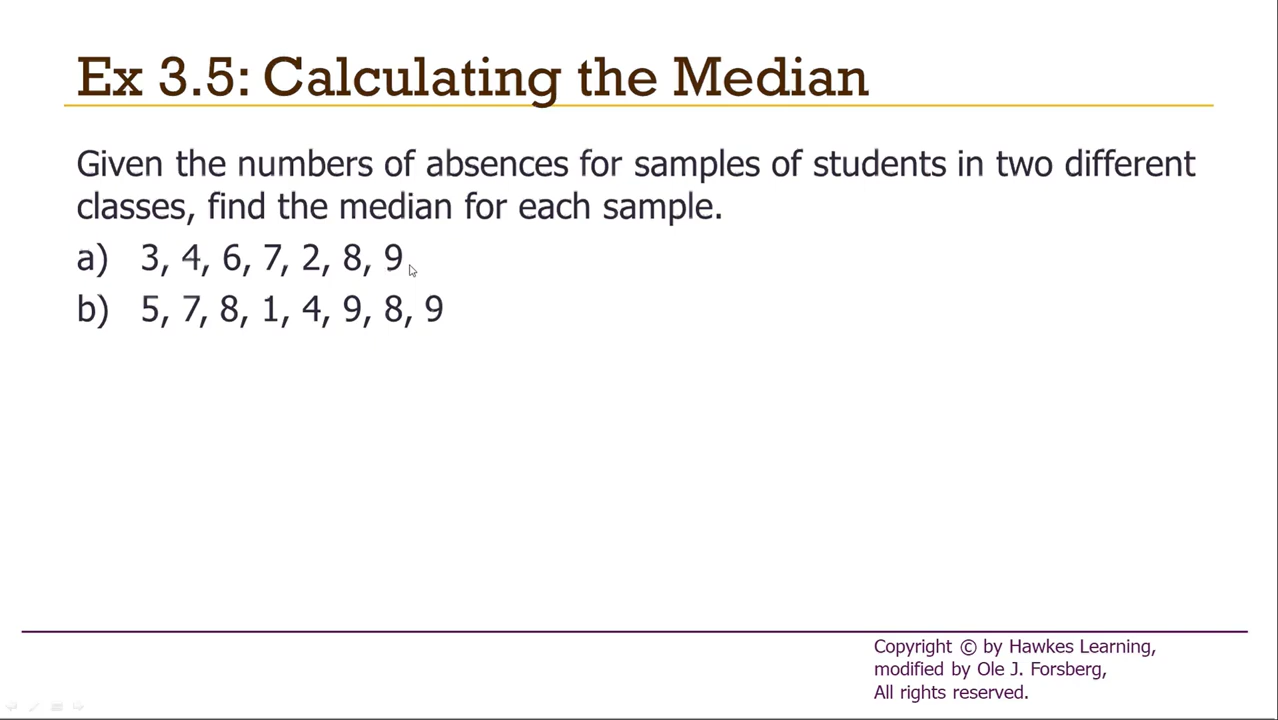 Ex 3.5: Calculating the Median
Given the numbers of absences for samples of students in two different
classes, find the median for each sample.
a) 3, 4, 6, 7, 2, 8, 9
b) 5, 7, 8, 1, 4, 9, 8, 9
Copyright © by Hawkes Learning,
modified by Ole J. Forsberg,
All rights reserved.